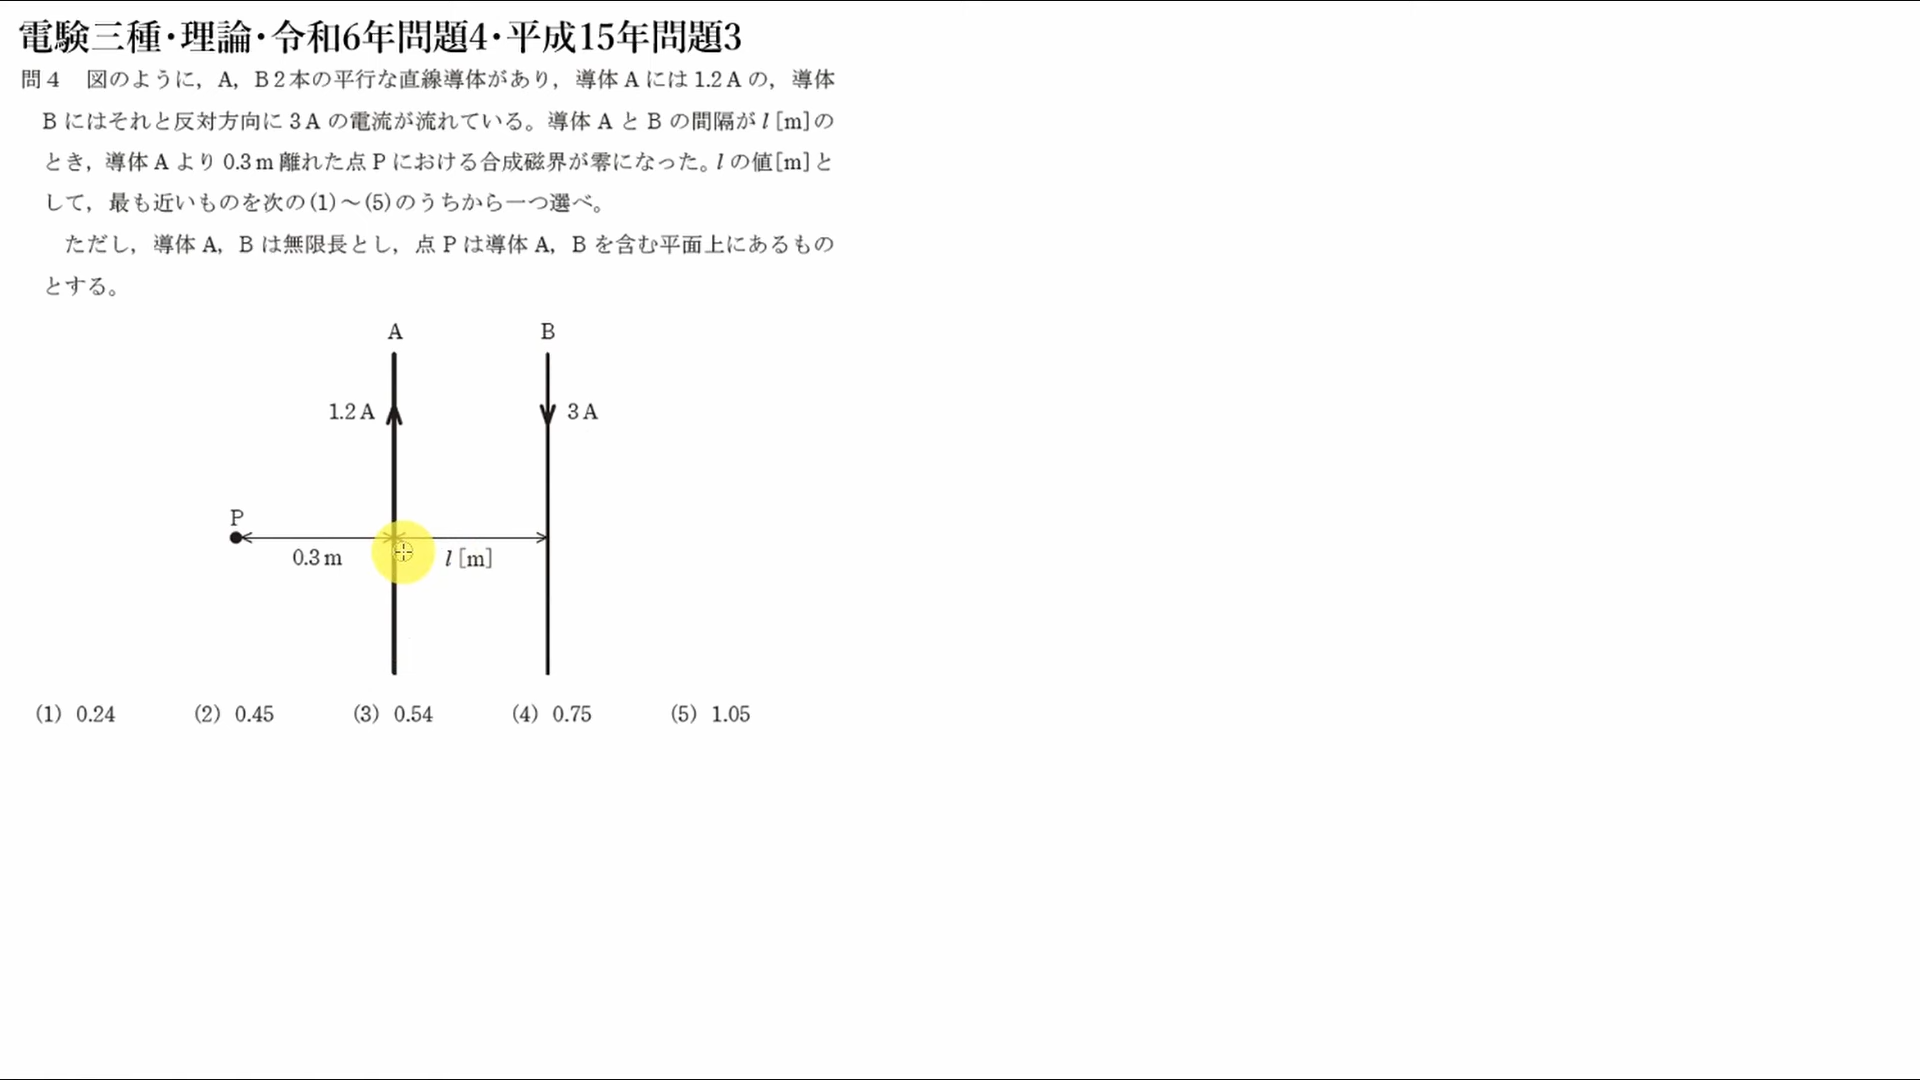 電験三種･理論･令和6年問題4･平成15年問題3
問４　図のように，A，B２本の平行な直線導体があり，導体 A には 1.2 A の，導体
B にはそれと反対方向に 3 A の電流が流れている。導体 A と B の間隔が l [m]の
とき，導体 A より 0.3 m 離れた点 P における合成磁界が零になった。l の値[m]と
して，最も近いものを次の(1)～(5)のうちから一つ選べ。
ただし，導体 A，B は無限長とし，点 P は導体 A，B を含む平面上にあるもの
とする。
A B
1.2 A 3 A
P
0.3 m l [m]
(1) 0.24 (2) 0.45 (3) 0.54 (4) 0.75 (5) 1.05